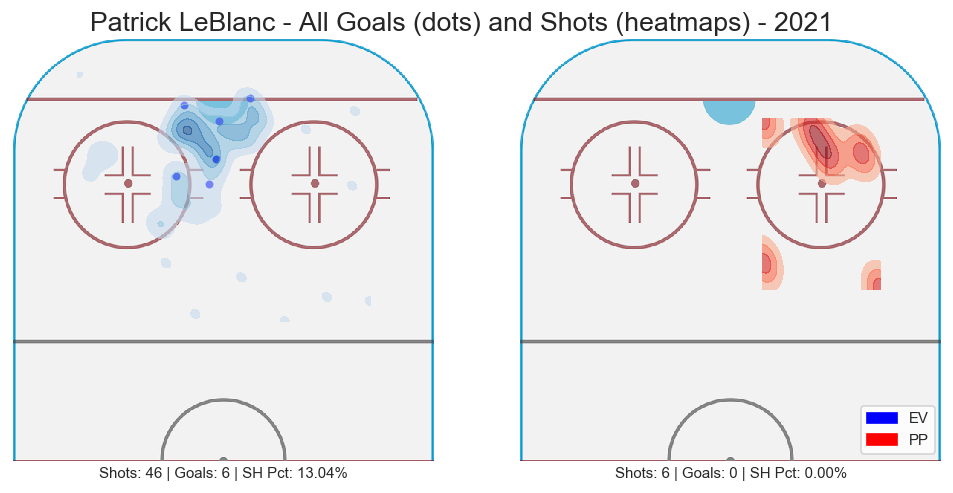 Patrick LeBlanc - All Goals (dots) and Shots (heatmaps) - 2021
EV
PP
Shots: 46 | Goals: 6 | SH Pct: 13.04%
Shots: 6 | Goals: 0 | SH Pct: 0.00%